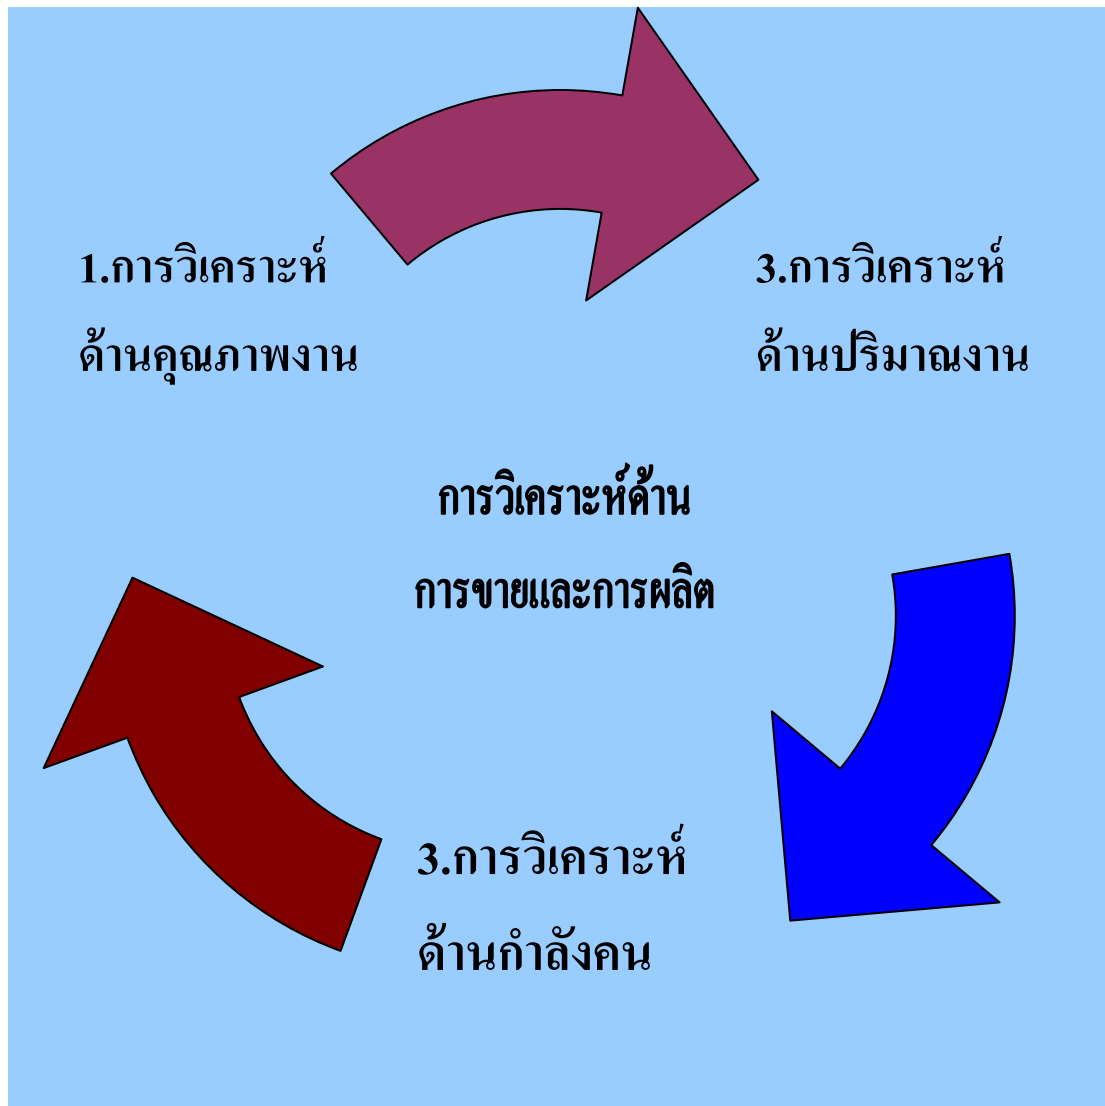 1.การวิเคราะห์
ด้านคุณภาพงาน
3.การวิเคราะห์
ด้านปริมาณงาน
การวิเคราะห์ด้าน
การขายและการผลิต
3.การวิเคราะห์
ด้านกำลังคน